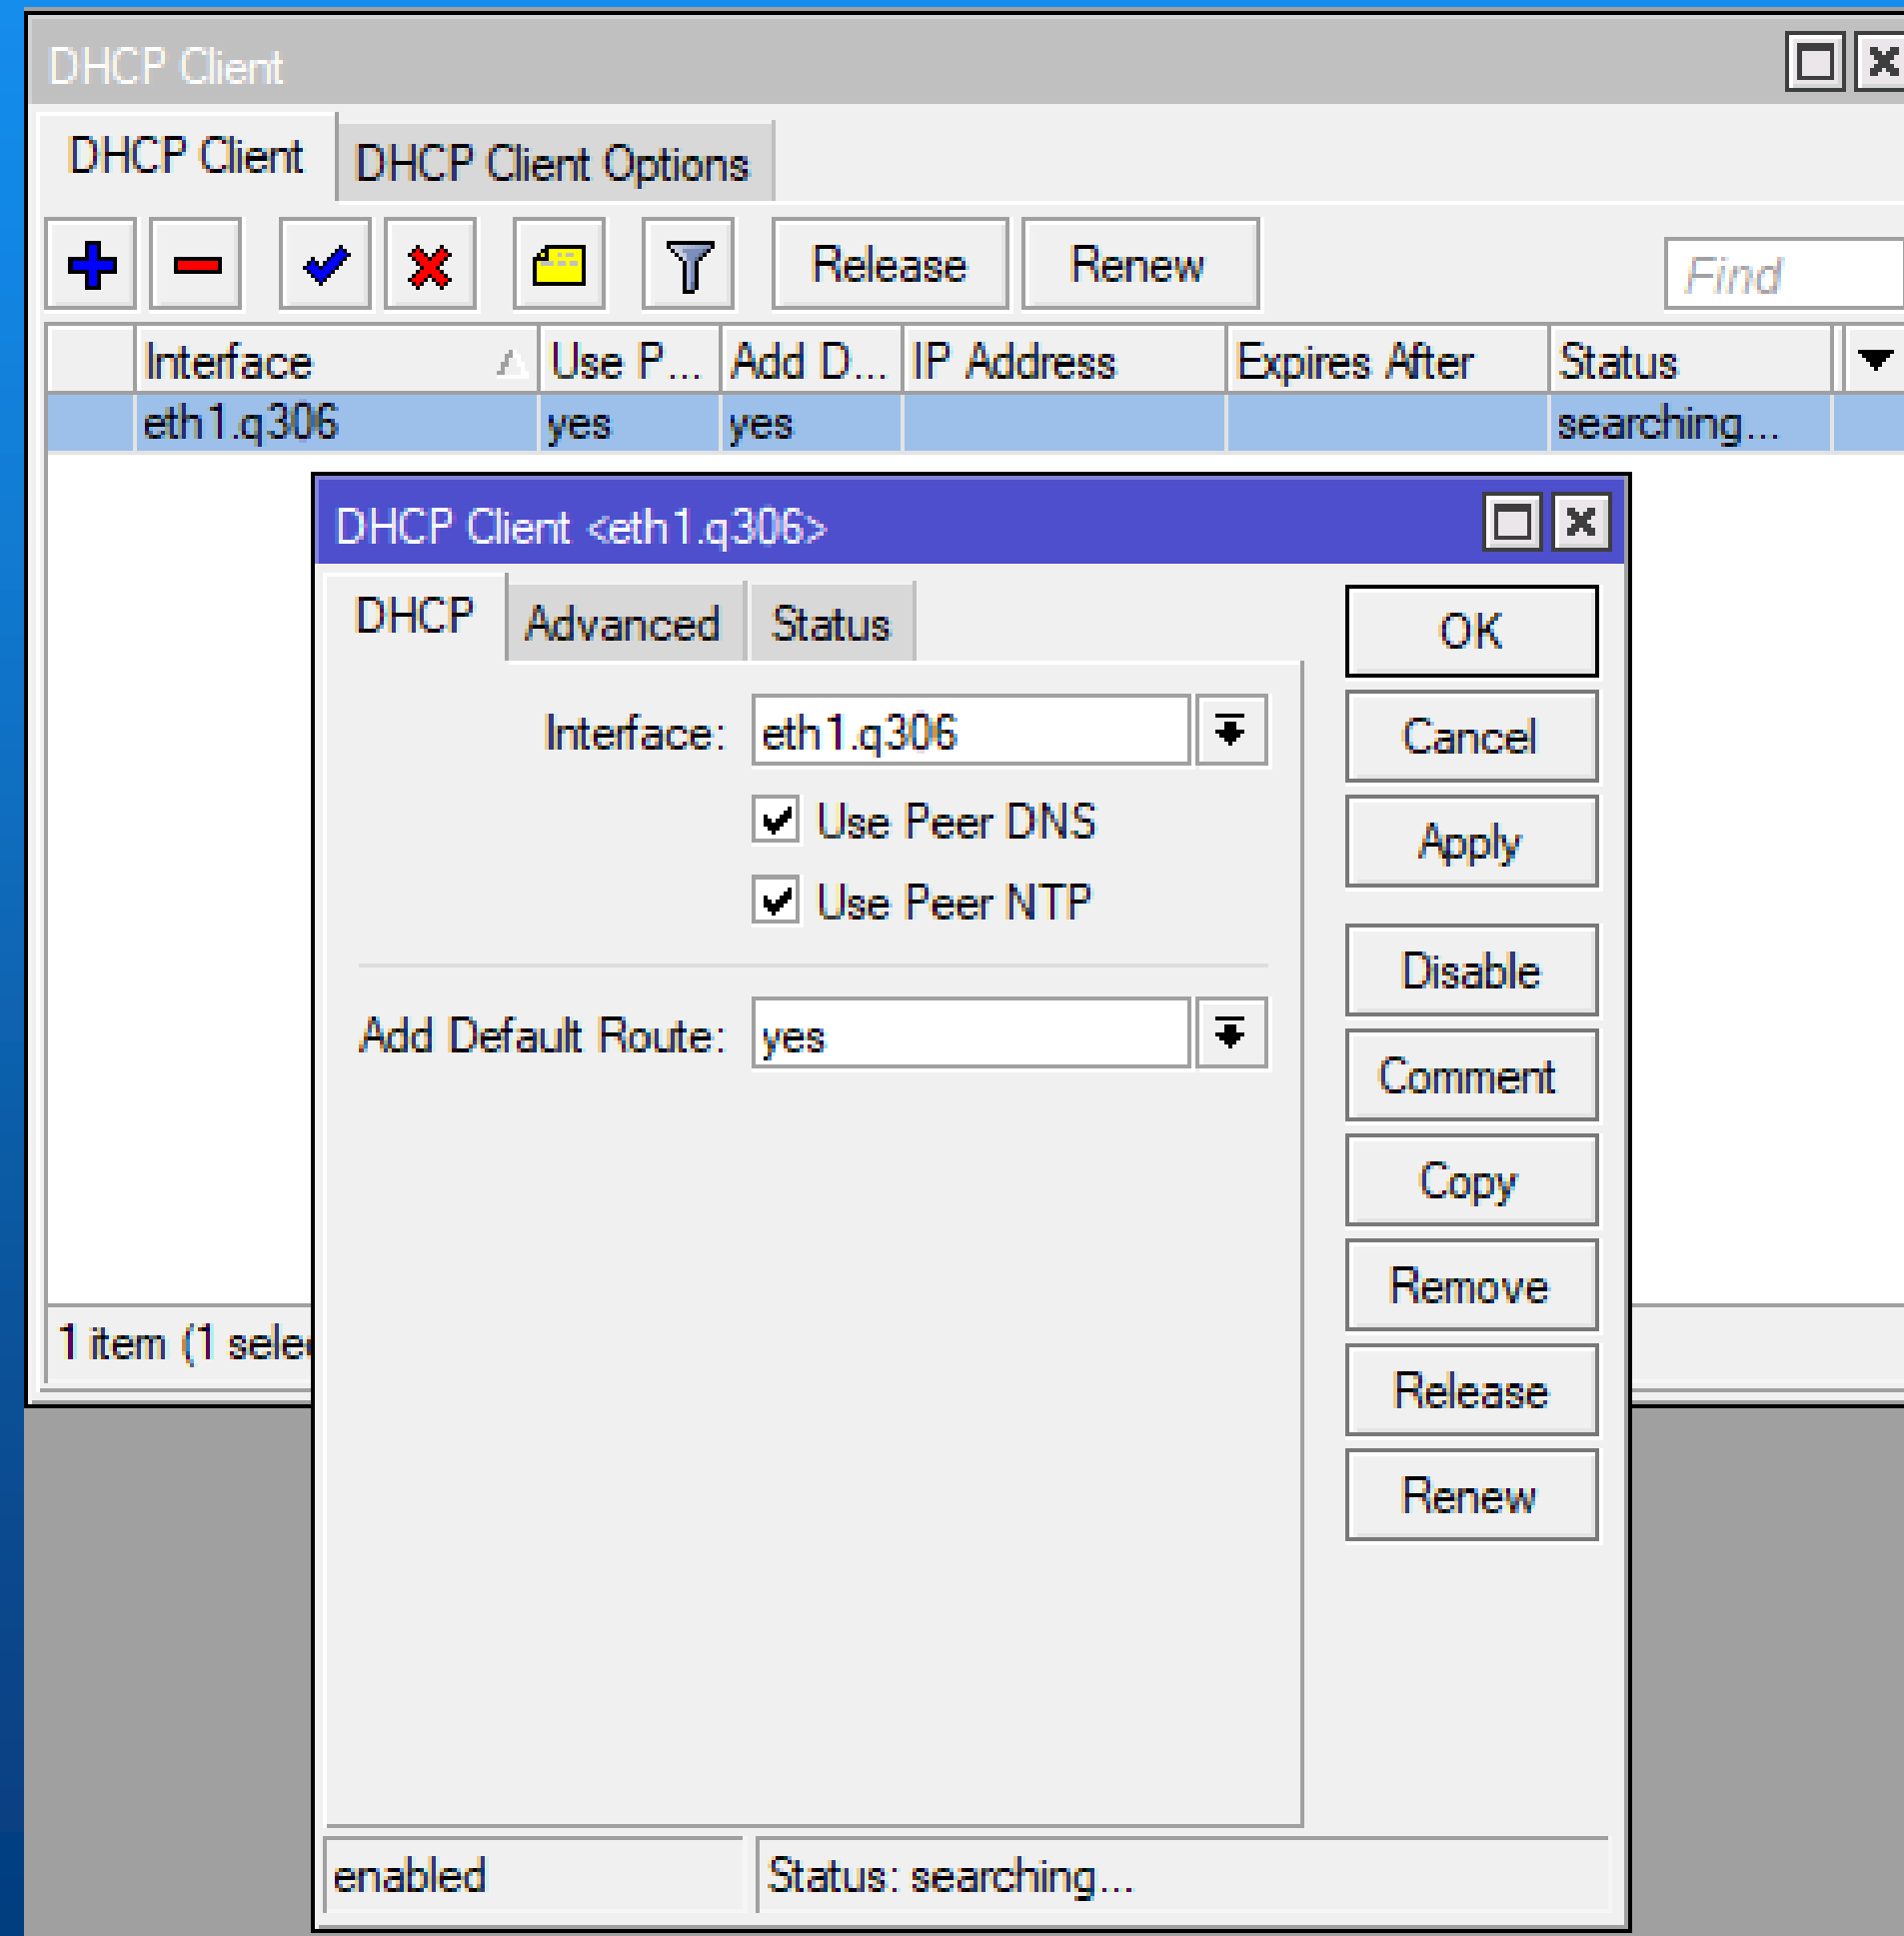 DHCP Client
DHCP Client DHCP Client Options
Release Renew Find
Interface Use P... Add D... IP Address Expires After Status
eth1.q306 yes yes searching...
DHCP Client <eth1.q306>
DHCP Advanced Status
OK
Interface: eth1.q306
Cancel
Use Peer DNS
Apply
Use Peer NTP
Disable
Add Default Route: yes
Comment
Copy
Remove
1 item (1 selec
Release
Renew
enabled Status: searching...